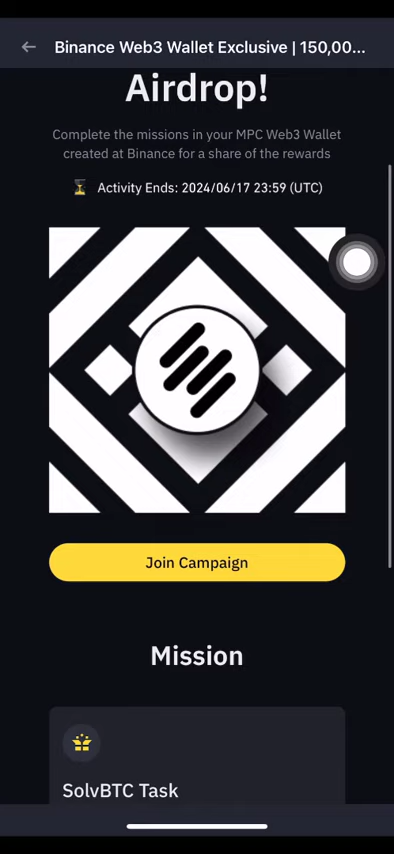 Binance Web3 Wallet Exclusive | 150,00...
Airdrop!
Complete the missions in your MPC Web3 Wallet
created at Binance for a share of the rewards
Activity Ends: 2024/06/17 23:59 (UTC)
Join Campaign
Mission
SolvBTC Task